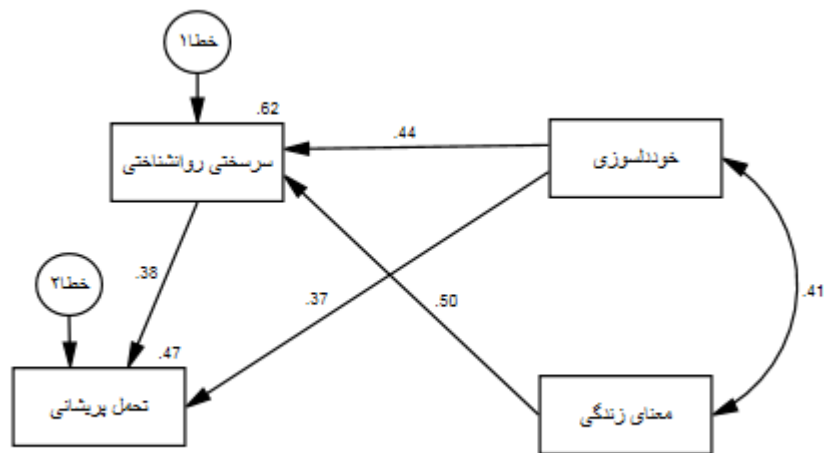 خطا۱
.62
سرسختی روانشناختی
.44
خوددلسوزی
خطا۲
.38
.37
.50
.41
.47
تحمل پریشانی
معنای زندگی